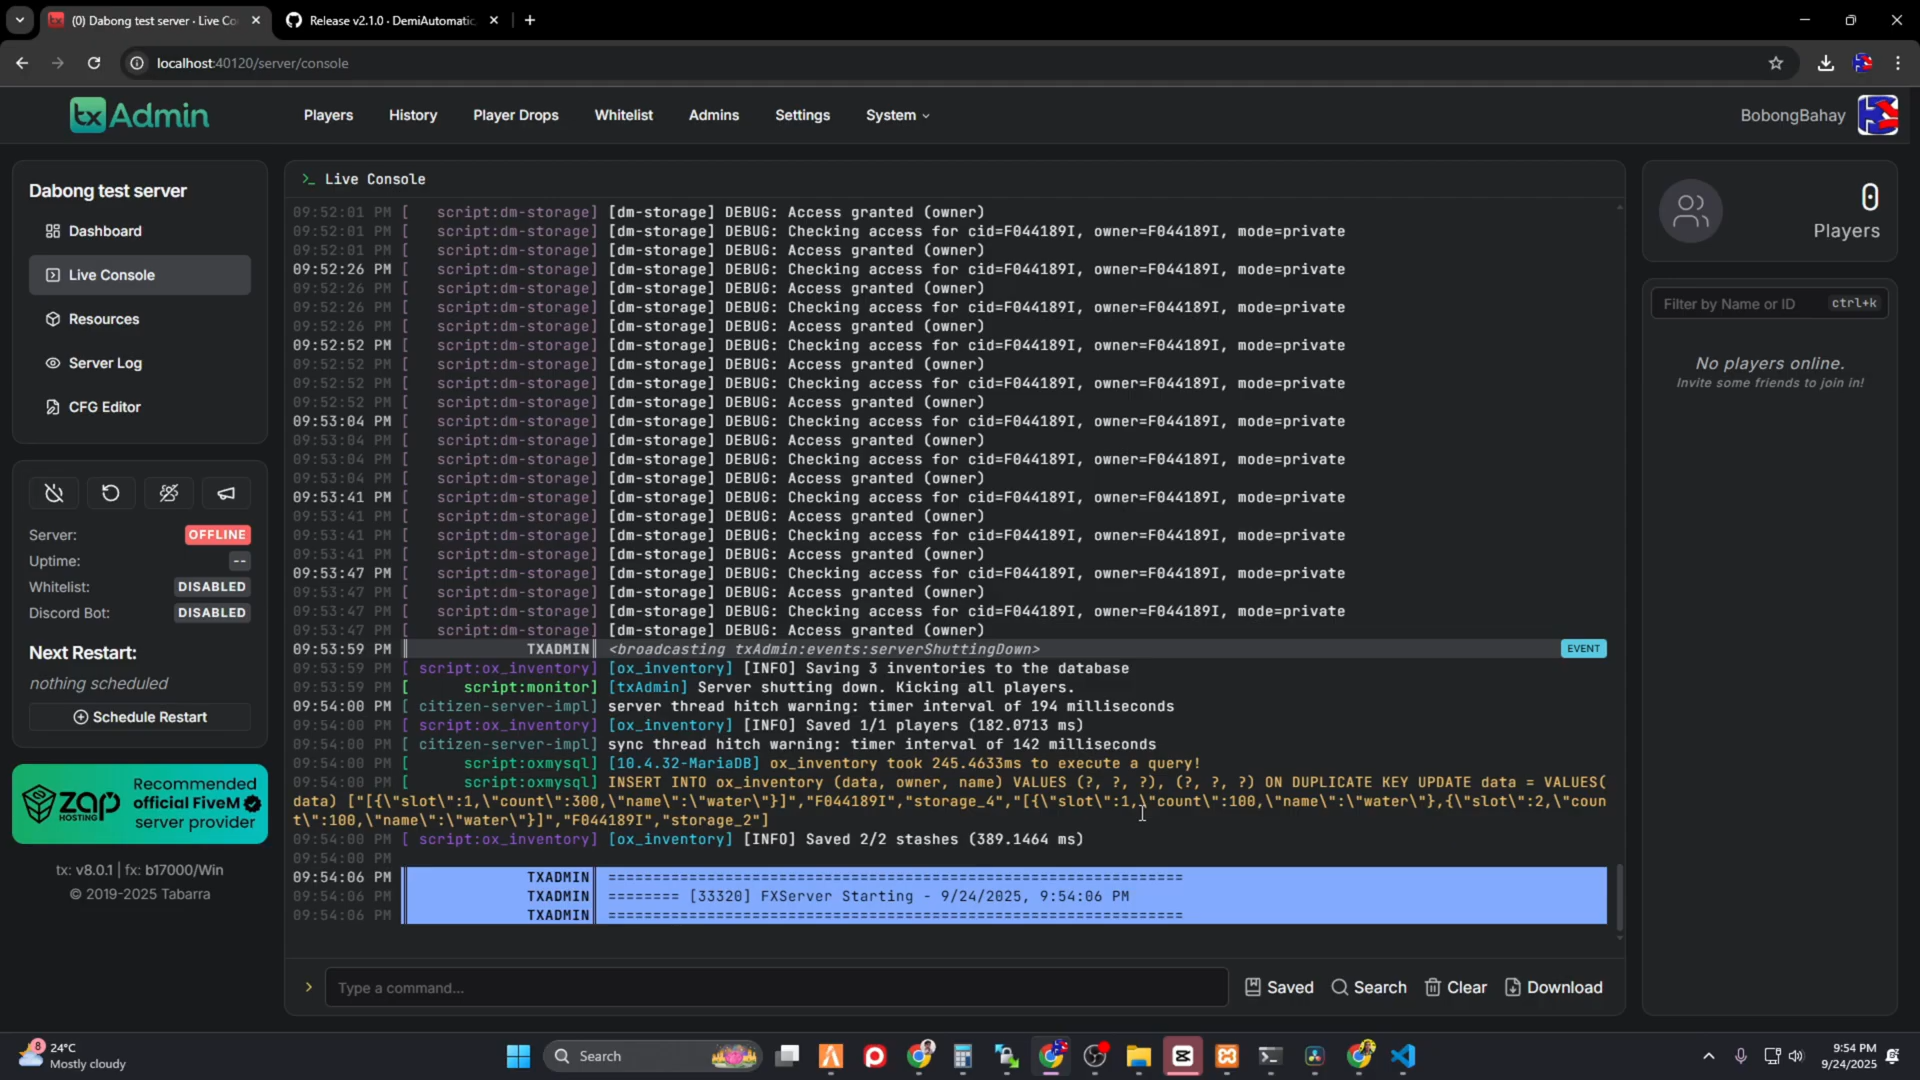 (0) Dabong test server · Live Co
Release v2.1.0 · DemiAutomatic
localhost:40120/server/console
tx Admin
Players
History
Player Drops
Whitelist
Admins
Settings
System
BobongBahay
Dabong test server
Dashboard
Live Console
Resources
Server Log
CFG Editor
Server: OFFLINE
Uptime: --
Whitelist: DISABLED
Discord Bot: DISABLED
Next Restart:
nothing scheduled
Schedule Restart
ZAP HOSTING
Recommended
official FiveM
server provider
tx: v8.0.1 | fx: b17000/Win
© 2019-2025 Tabarra
>_ Live Console
09:52:01 PM [ script:dm-storage] [dm-storage] DEBUG: Access granted (owner)
09:52:01 PM [ script:dm-storage] [dm-storage] DEBUG: Checking access for cid=F044189I, owner=F044189I, mode=private
09:52:01 PM [ script:dm-storage] [dm-storage] DEBUG: Access granted (owner)
09:52:26 PM [ script:dm-storage] [dm-storage] DEBUG: Checking access for cid=F044189I, owner=F044189I, mode=private
09:52:26 PM [ script:dm-storage] [dm-storage] DEBUG: Access granted (owner)
09:52:26 PM [ script:dm-storage] [dm-storage] DEBUG: Checking access for cid=F044189I, owner=F044189I, mode=private
09:52:26 PM [ script:dm-storage] [dm-storage] DEBUG: Access granted (owner)
09:52:52 PM [ script:dm-storage] [dm-storage] DEBUG: Checking access for cid=F044189I, owner=F044189I, mode=private
09:52:52 PM [ script:dm-storage] [dm-storage] DEBUG: Access granted (owner)
09:52:52 PM [ script:dm-storage] [dm-storage] DEBUG: Checking access for cid=F044189I, owner=F044189I, mode=private
09:52:52 PM [ script:dm-storage] [dm-storage] DEBUG: Access granted (owner)
09:53:04 PM [ script:dm-storage] [dm-storage] DEBUG: Checking access for cid=F044189I, owner=F044189I, mode=private
09:53:04 PM [ script:dm-storage] [dm-storage] DEBUG: Access granted (owner)
09:53:04 PM [ script:dm-storage] [dm-storage] DEBUG: Checking access for cid=F044189I, owner=F044189I, mode=private
09:53:04 PM [ script:dm-storage] [dm-storage] DEBUG: Access granted (owner)
09:53:41 PM [ script:dm-storage] [dm-storage] DEBUG: Checking access for cid=F044189I, owner=F044189I, mode=private
09:53:41 PM [ script:dm-storage] [dm-storage] DEBUG: Access granted (owner)
09:53:41 PM [ script:dm-storage] [dm-storage] DEBUG: Checking access for cid=F044189I, owner=F044189I, mode=private
09:53:41 PM [ script:dm-storage] [dm-storage] DEBUG: Access granted (owner)
09:53:47 PM [ script:dm-storage] [dm-storage] DEBUG: Checking access for cid=F044189I, owner=F044189I, mode=private
09:53:47 PM [ script:dm-storage] [dm-storage] DEBUG: Access granted (owner)
09:53:47 PM [ script:dm-storage] [dm-storage] DEBUG: Checking access for cid=F044189I, owner=F044189I, mode=private
09:53:47 PM [ script:dm-storage] [dm-storage] DEBUG: Access granted (owner)
09:53:59 PM TXADMIN <broadcasting txAdmin:events:serverShuttingDown> EVENT
09:53:59 PM [ script:ox_inventory] [ox_inventory] [INFO] Saving 3 inventories to the database
09:53:59 PM [ script:monitor] [txAdmin] Server shutting down. Kicking all players.
09:54:00 PM [ citizen-server-impl] server thread hitch warning: timer interval of 194 milliseconds
09:54:00 PM [ script:ox_inventory] [ox_inventory] [INFO] Saved 1/1 players (182.0713 ms)
09:54:00 PM [ citizen-server-impl] sync thread hitch warning: timer interval of 142 milliseconds
09:54:00 PM [ script:oxmysql] [10.4.32-MariaDB] ox_inventory took 245.4633ms to execute a query!
09:54:00 PM [ script:oxmysql] INSERT INTO ox_inventory (data, owner, name) VALUES (?, ?, ?), (?, ?, ?) ON DUPLICATE KEY UPDATE data = VALUES(
data) ["[{\"slot\":1,\"count\":300,\"name\":\"water\"}]","F044189I","storage_4","[{\"slot\":1,\"count\":100,\"name\":\"water\"},{\"slot\":2,\"coun
t\":100,\"name\":\"water\"}]","F044189I","storage_2"]
09:54:00 PM [ script:ox_inventory] [ox_inventory] [INFO] Saved 2/2 stashes (389.1464 ms)
09:54:00 PM
09:54:06 PM TXADMIN ================================================================
09:54:06 PM TXADMIN ======== [33320] FXServer Starting - 9/24/2025, 9:54:06 PM
09:54:06 PM TXADMIN ================================================================
> Type a command...
Saved
Search
Clear
Download
0
Players
Filter by Name or ID ctrl+k
No players online.
Invite some friends to join in!
8
24°C
Mostly cloudy
Search
9:54 PM
9/24/2025